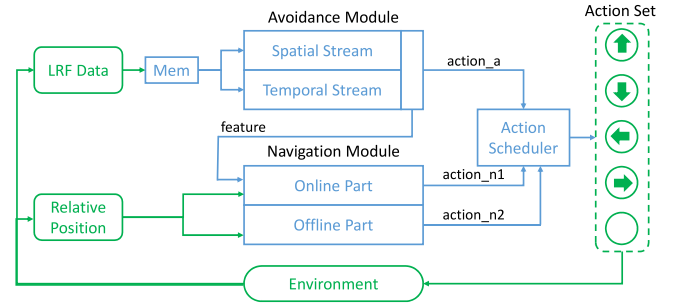 Avoidance Module
Action Set
LRF Data
Mem
Spatial Stream
Temporal Stream
action_a
feature
Action
Scheduler
Navigation Module
Online Part
Offline Part
action_n1
action_n2
Relative
Position
Environment